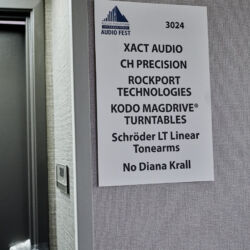 AUDIO FEST
3024
XACT AUDIO
CH PRECISION
ROCKPORT
TECHNOLOGIES
KODO MAGDRIVE®
TURNTABLES
Schröder LT Linear
Tonearms
No Diana Krall